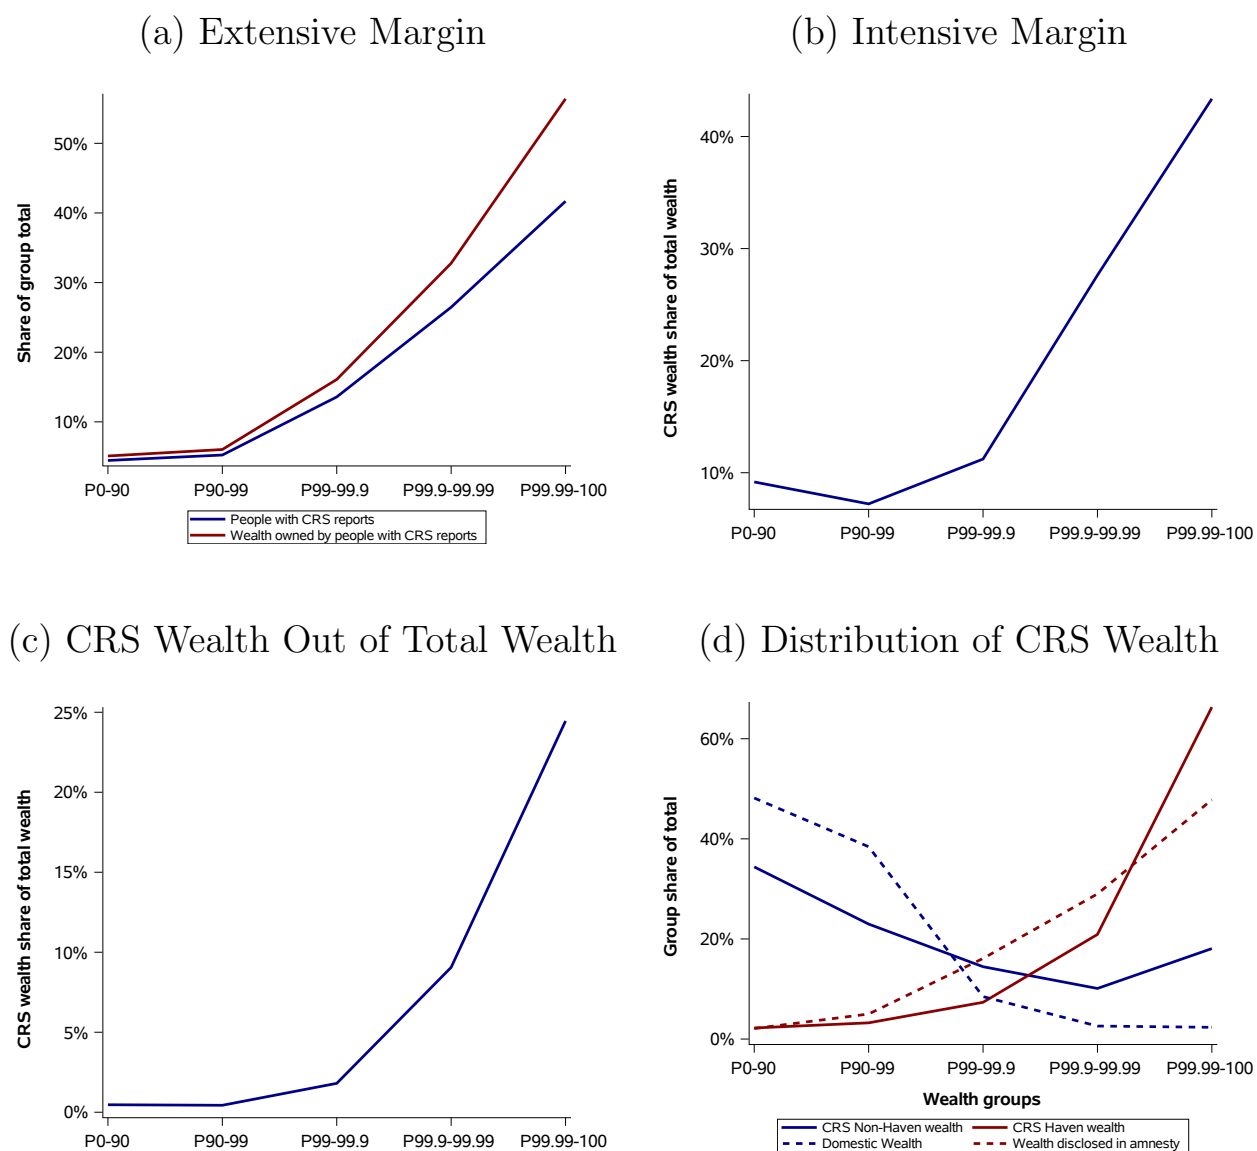 (a) Extensive Margin
Share of group total
50%
40%
30%
20%
10%
P0-90 P90-99 P99-99.9 P99.9-99.99 P99.99-100
People with CRS reports
Wealth owned by people with CRS reports
(b) Intensive Margin
CRS wealth share of total wealth
40%
30%
20%
10%
P0-90 P90-99 P99-99.9 P99.9-99.99 P99.99-100
(c) CRS Wealth Out of Total Wealth
CRS wealth share of total wealth
25%
20%
15%
10%
5%
0%
P0-90 P90-99 P99-99.9 P99.9-99.99 P99.99-100
(d) Distribution of CRS Wealth
Group share of total
60%
40%
20%
0%
P0-90 P90-99 P99-99.9 P99.9-99.99 P99.99-100
Wealth groups
CRS Non-Haven wealth CRS Haven wealth
Domestic Wealth Wealth disclosed in amnesty